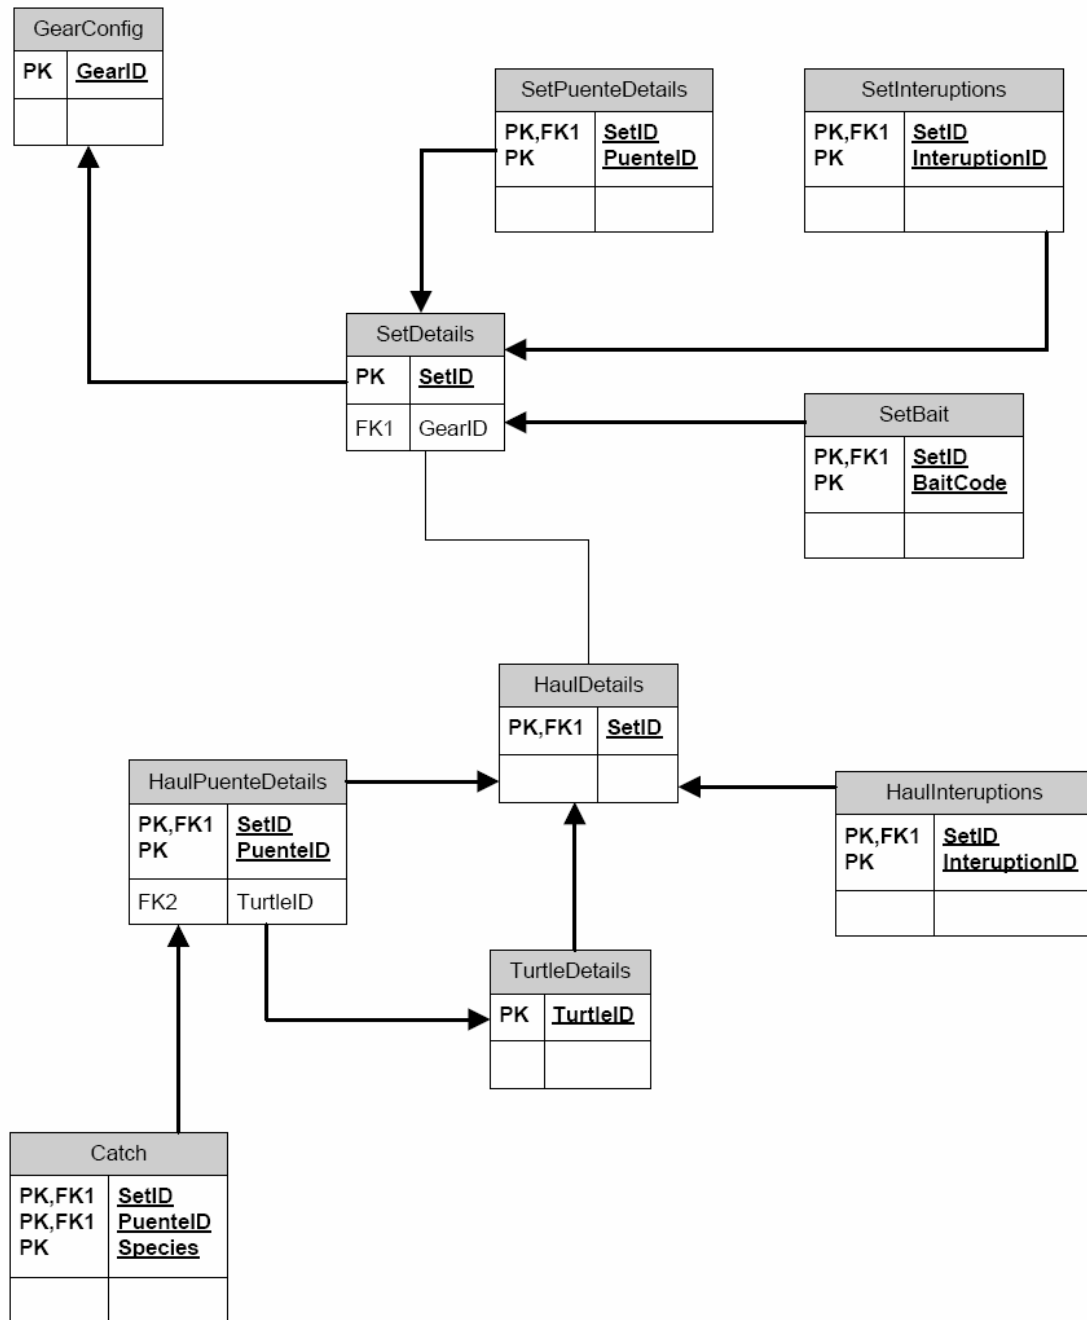 GearConfig
PK GearID
SetPuenteDetails
PK,FK1 SetID
PK PuenteID
SetInteruptions
PK,FK1 SetID
PK InteruptionID
SetDetails
PK SetID
FK1 GearID
SetBait
PK,FK1 SetID
PK BaitCode
HaulDetails
PK,FK1 SetID
HaulPuenteDetails
PK,FK1 SetID
PK PuenteID
FK2 TurtleID
HaulInteruptions
PK,FK1 SetID
PK InteruptionID
TurtleDetails
PK TurtleID
Catch
PK,FK1 SetID
PK,FK1 PuenteID
PK Species